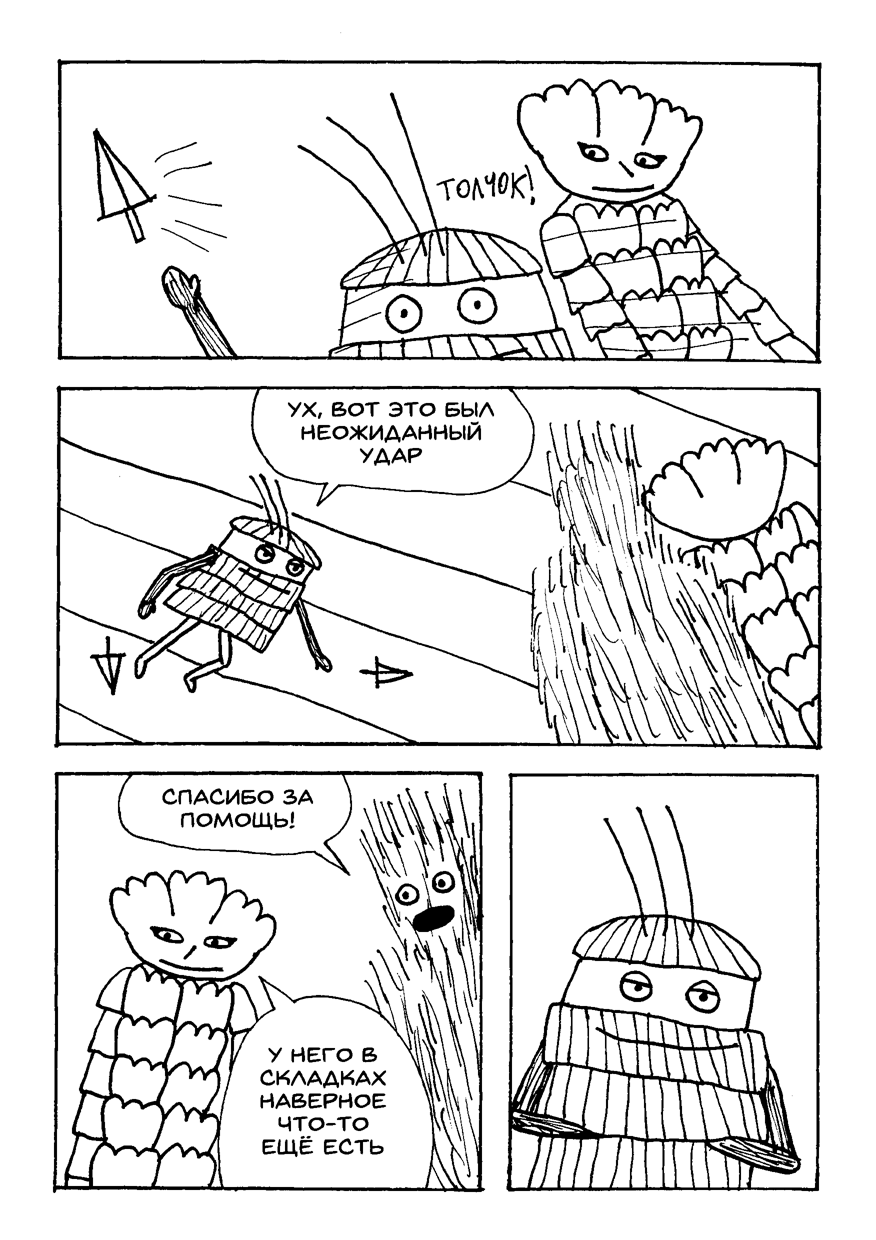 ТОЛЧОК!
УХ, ВОТ ЭТО БЫЛ
НЕОЖИДАННЫЙ
УДАР
СПАСИБО ЗА
ПОМОЩЬ!
У НЕГО В
СКЛАДКАХ
НАВЕРНОЕ
ЧТО-ТО
ЕЩЁ ЕСТЬ